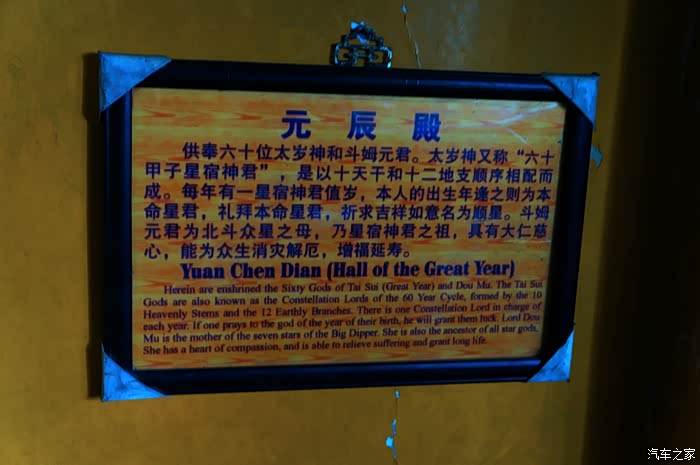 元辰殿
供奉六十位太岁神和斗姆元君。太岁神又称“六十
甲子星宿神君”，是以十天干和十二地支顺序相配而
成。每年有一星宿神君值岁，本人的出生年逢之则为本
命星君，礼拜本命星君，祈求吉祥如意名为顺星。斗姆
元君为北斗众星之母，乃星宿神君之祖，具有大仁慈
心，能为众生消灾解厄，增福延寿。
Yuan Chen Dian (Hall of the Great Year)
Herein are enshrined the Sixty Gods of Tai Sui (Great Year) and Dou Mu. The Tai Sui
Gods are also known as the Constellation Lords of the 60 Year Cycle, formed by the 10
Heavenly Stems and the 12 Earthly Branches. There is one Constellation Lord in charge of
each year. If one prays to the god of the year of their birth, he will grant them luck. Lord Dou
Mu is the mother of the seven stars of the Big Dipper. She is also the ancestor of all star gods.
She has a heart of compassion, and is able to relieve suffering and grant long life.
汽车之家